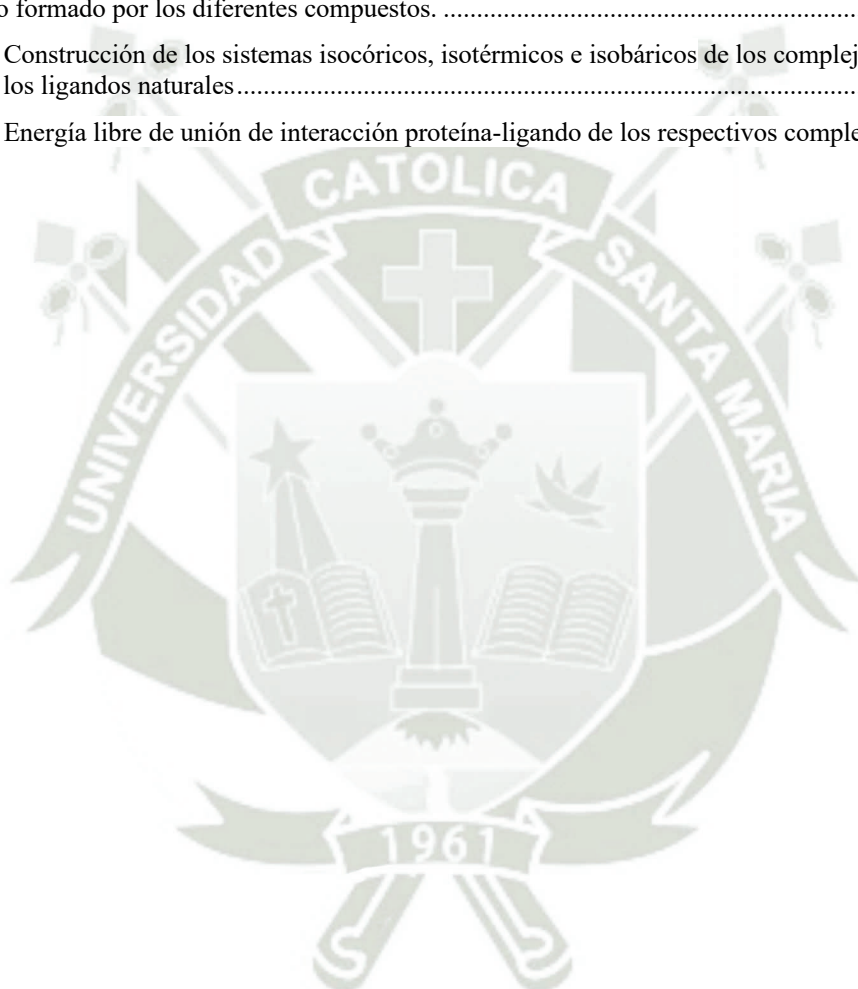 o formado por los diferentes compuestos. ................................................................
Construcción de los sistemas isocóricos, isotérmicos e isobáricos de los complej
los ligandos naturales................................................................................................
Energía libre de unión de interacción proteína-ligando de los respectivos comple
UNIVERSIDAD CATOLICA SANTA MARIA
1961